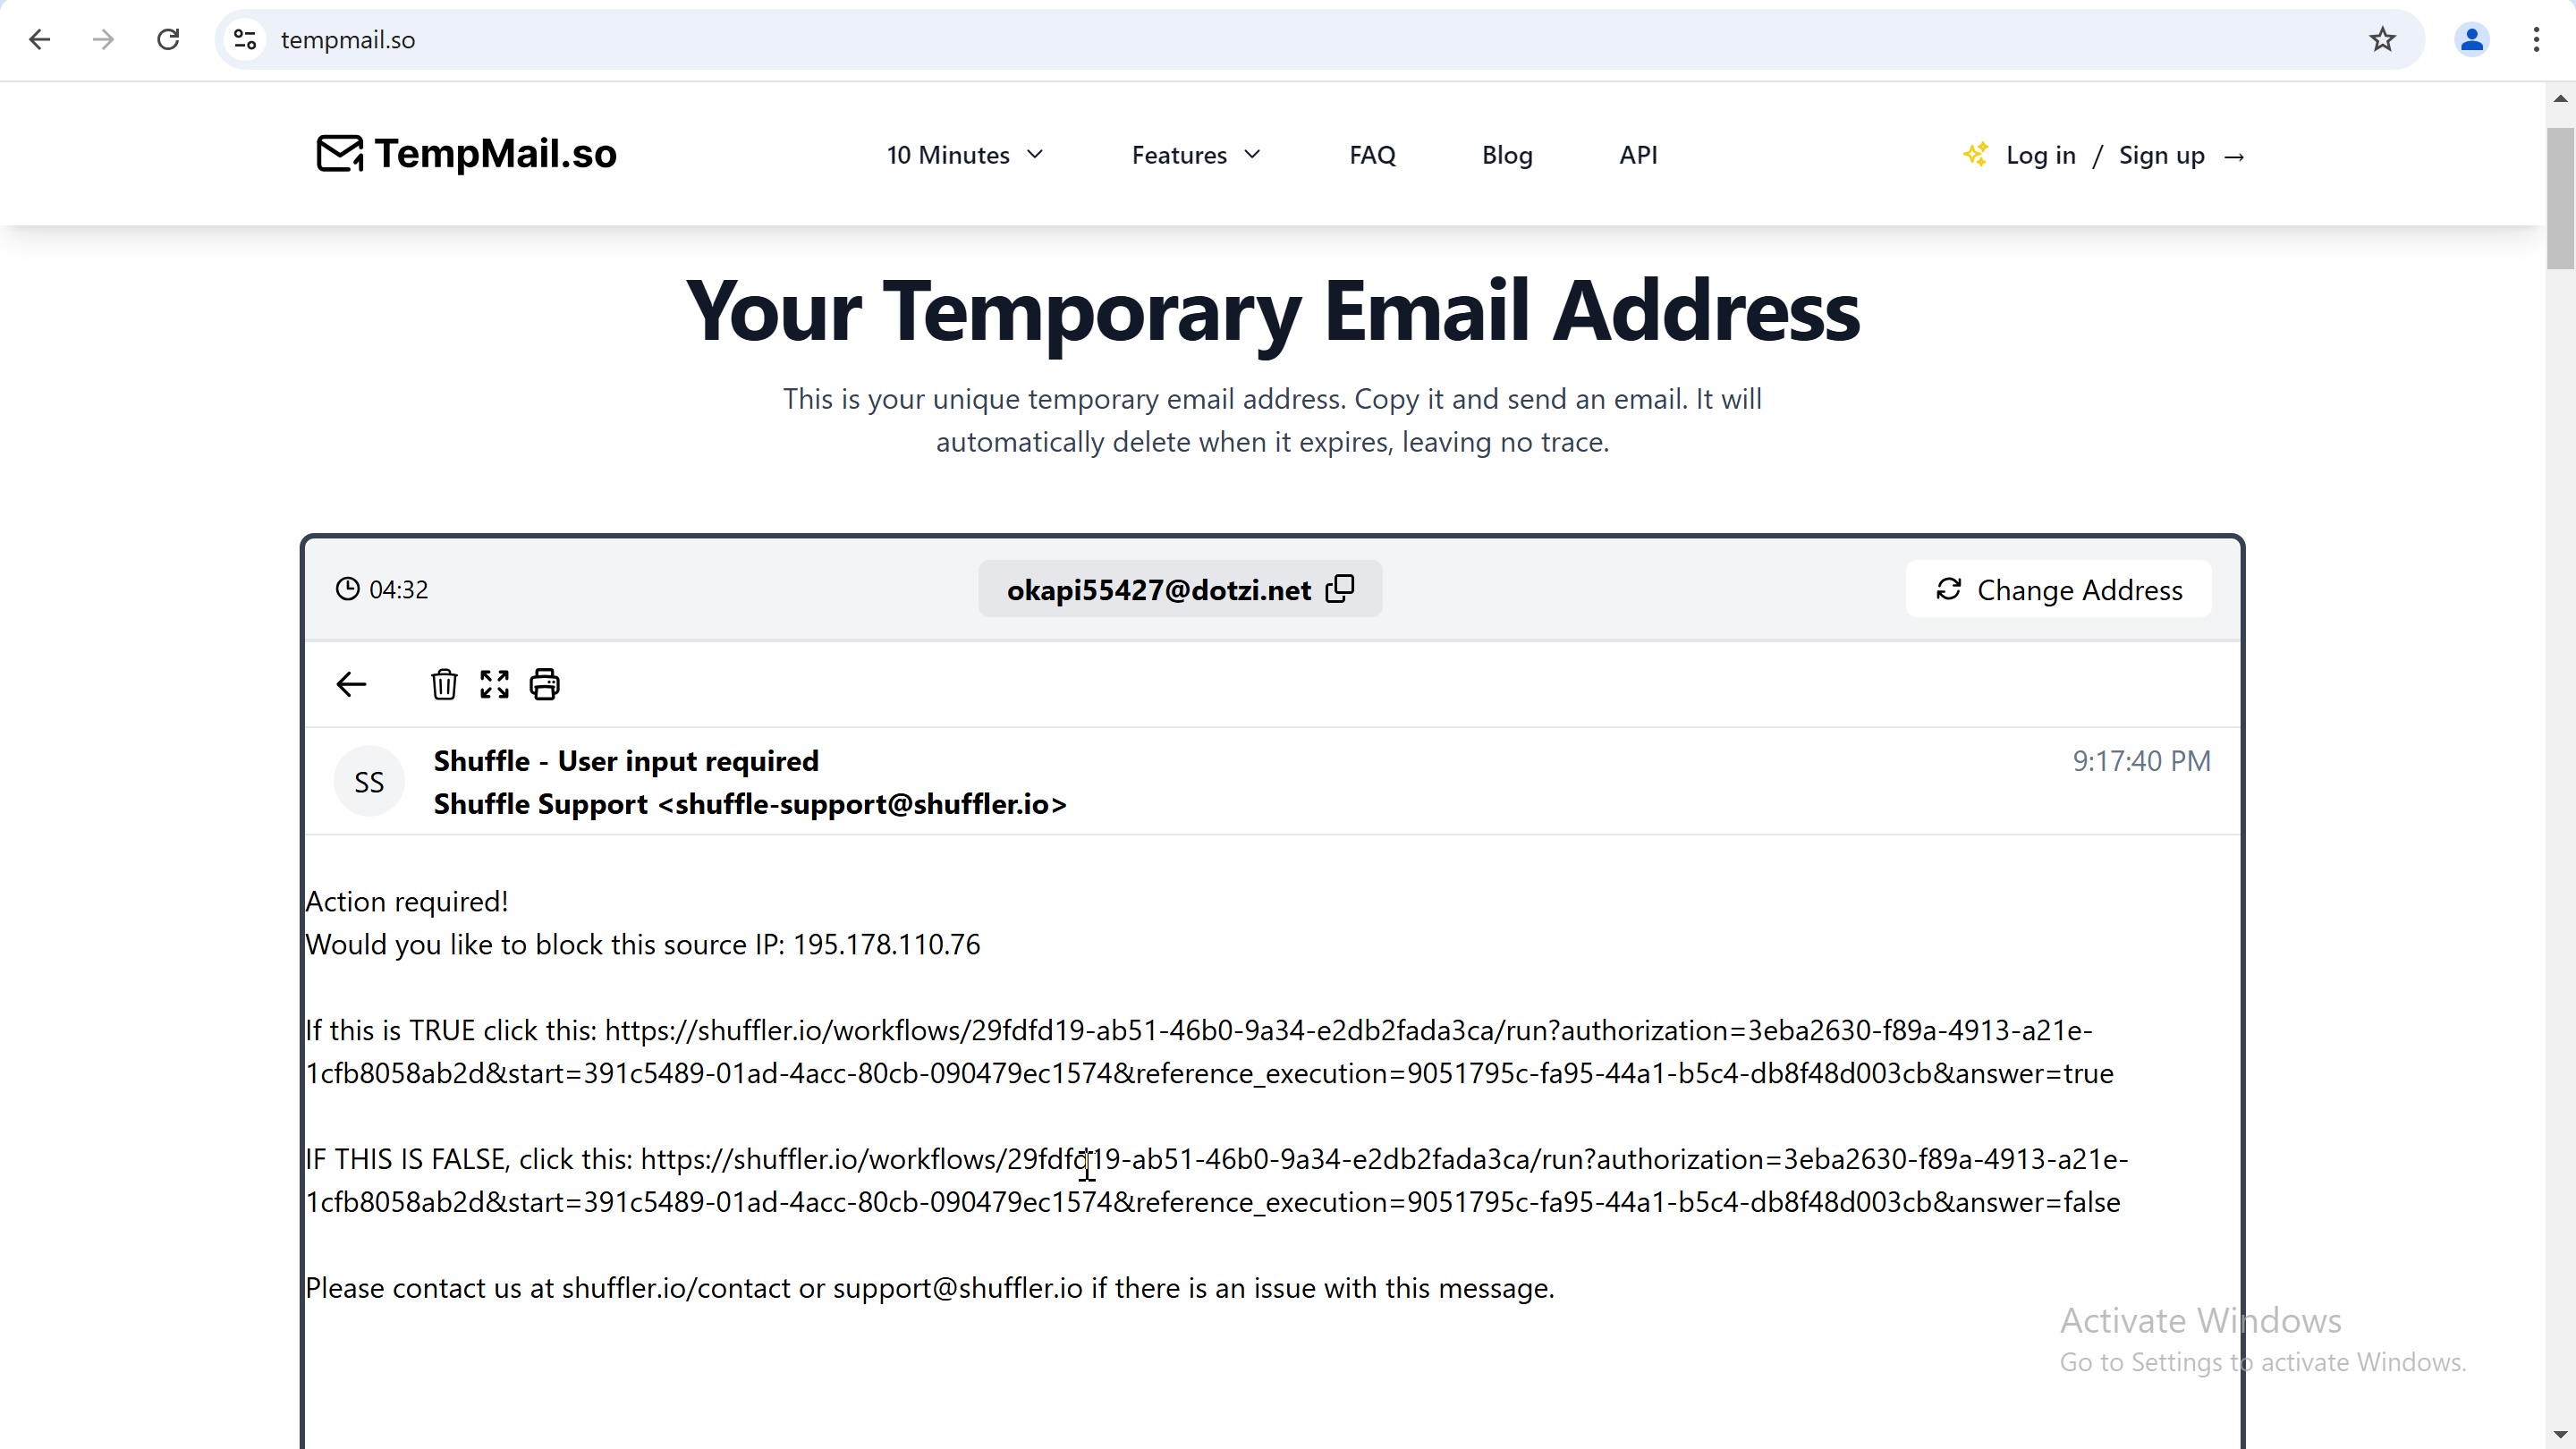 tempmail.so
TempMail.so
10 Minutes
Features
FAQ
Blog
API
Log in / Sign up →
Your Temporary Email Address
This is your unique temporary email address. Copy it and send an email. It will
automatically delete when it expires, leaving no trace.
04:32
okapi55427@dotzi.net
Change Address
SS
Shuffle - User input required
9:17:40 PM
Shuffle Support <shuffle-support@shuffler.io>
Action required!
Would you like to block this source IP: 195.178.110.76
If this is TRUE click this: https://shuffler.io/workflows/29fdfd19-ab51-46b0-9a34-e2db2fada3ca/run?authorization=3eba2630-f89a-4913-a21e-
1cfb8058ab2d&start=391c5489-01ad-4acc-80cb-090479ec1574&reference_execution=9051795c-fa95-44a1-b5c4-db8f48d003cb&answer=true
IF THIS IS FALSE, click this: https://shuffler.io/workflows/29fdfd19-ab51-46b0-9a34-e2db2fada3ca/run?authorization=3eba2630-f89a-4913-a21e-
1cfb8058ab2d&start=391c5489-01ad-4acc-80cb-090479ec1574&reference_execution=9051795c-fa95-44a1-b5c4-db8f48d003cb&answer=false
Please contact us at shuffler.io/contact or support@shuffler.io if there is an issue with this message.
Activate Windows
Go to Settings to activate Windows.